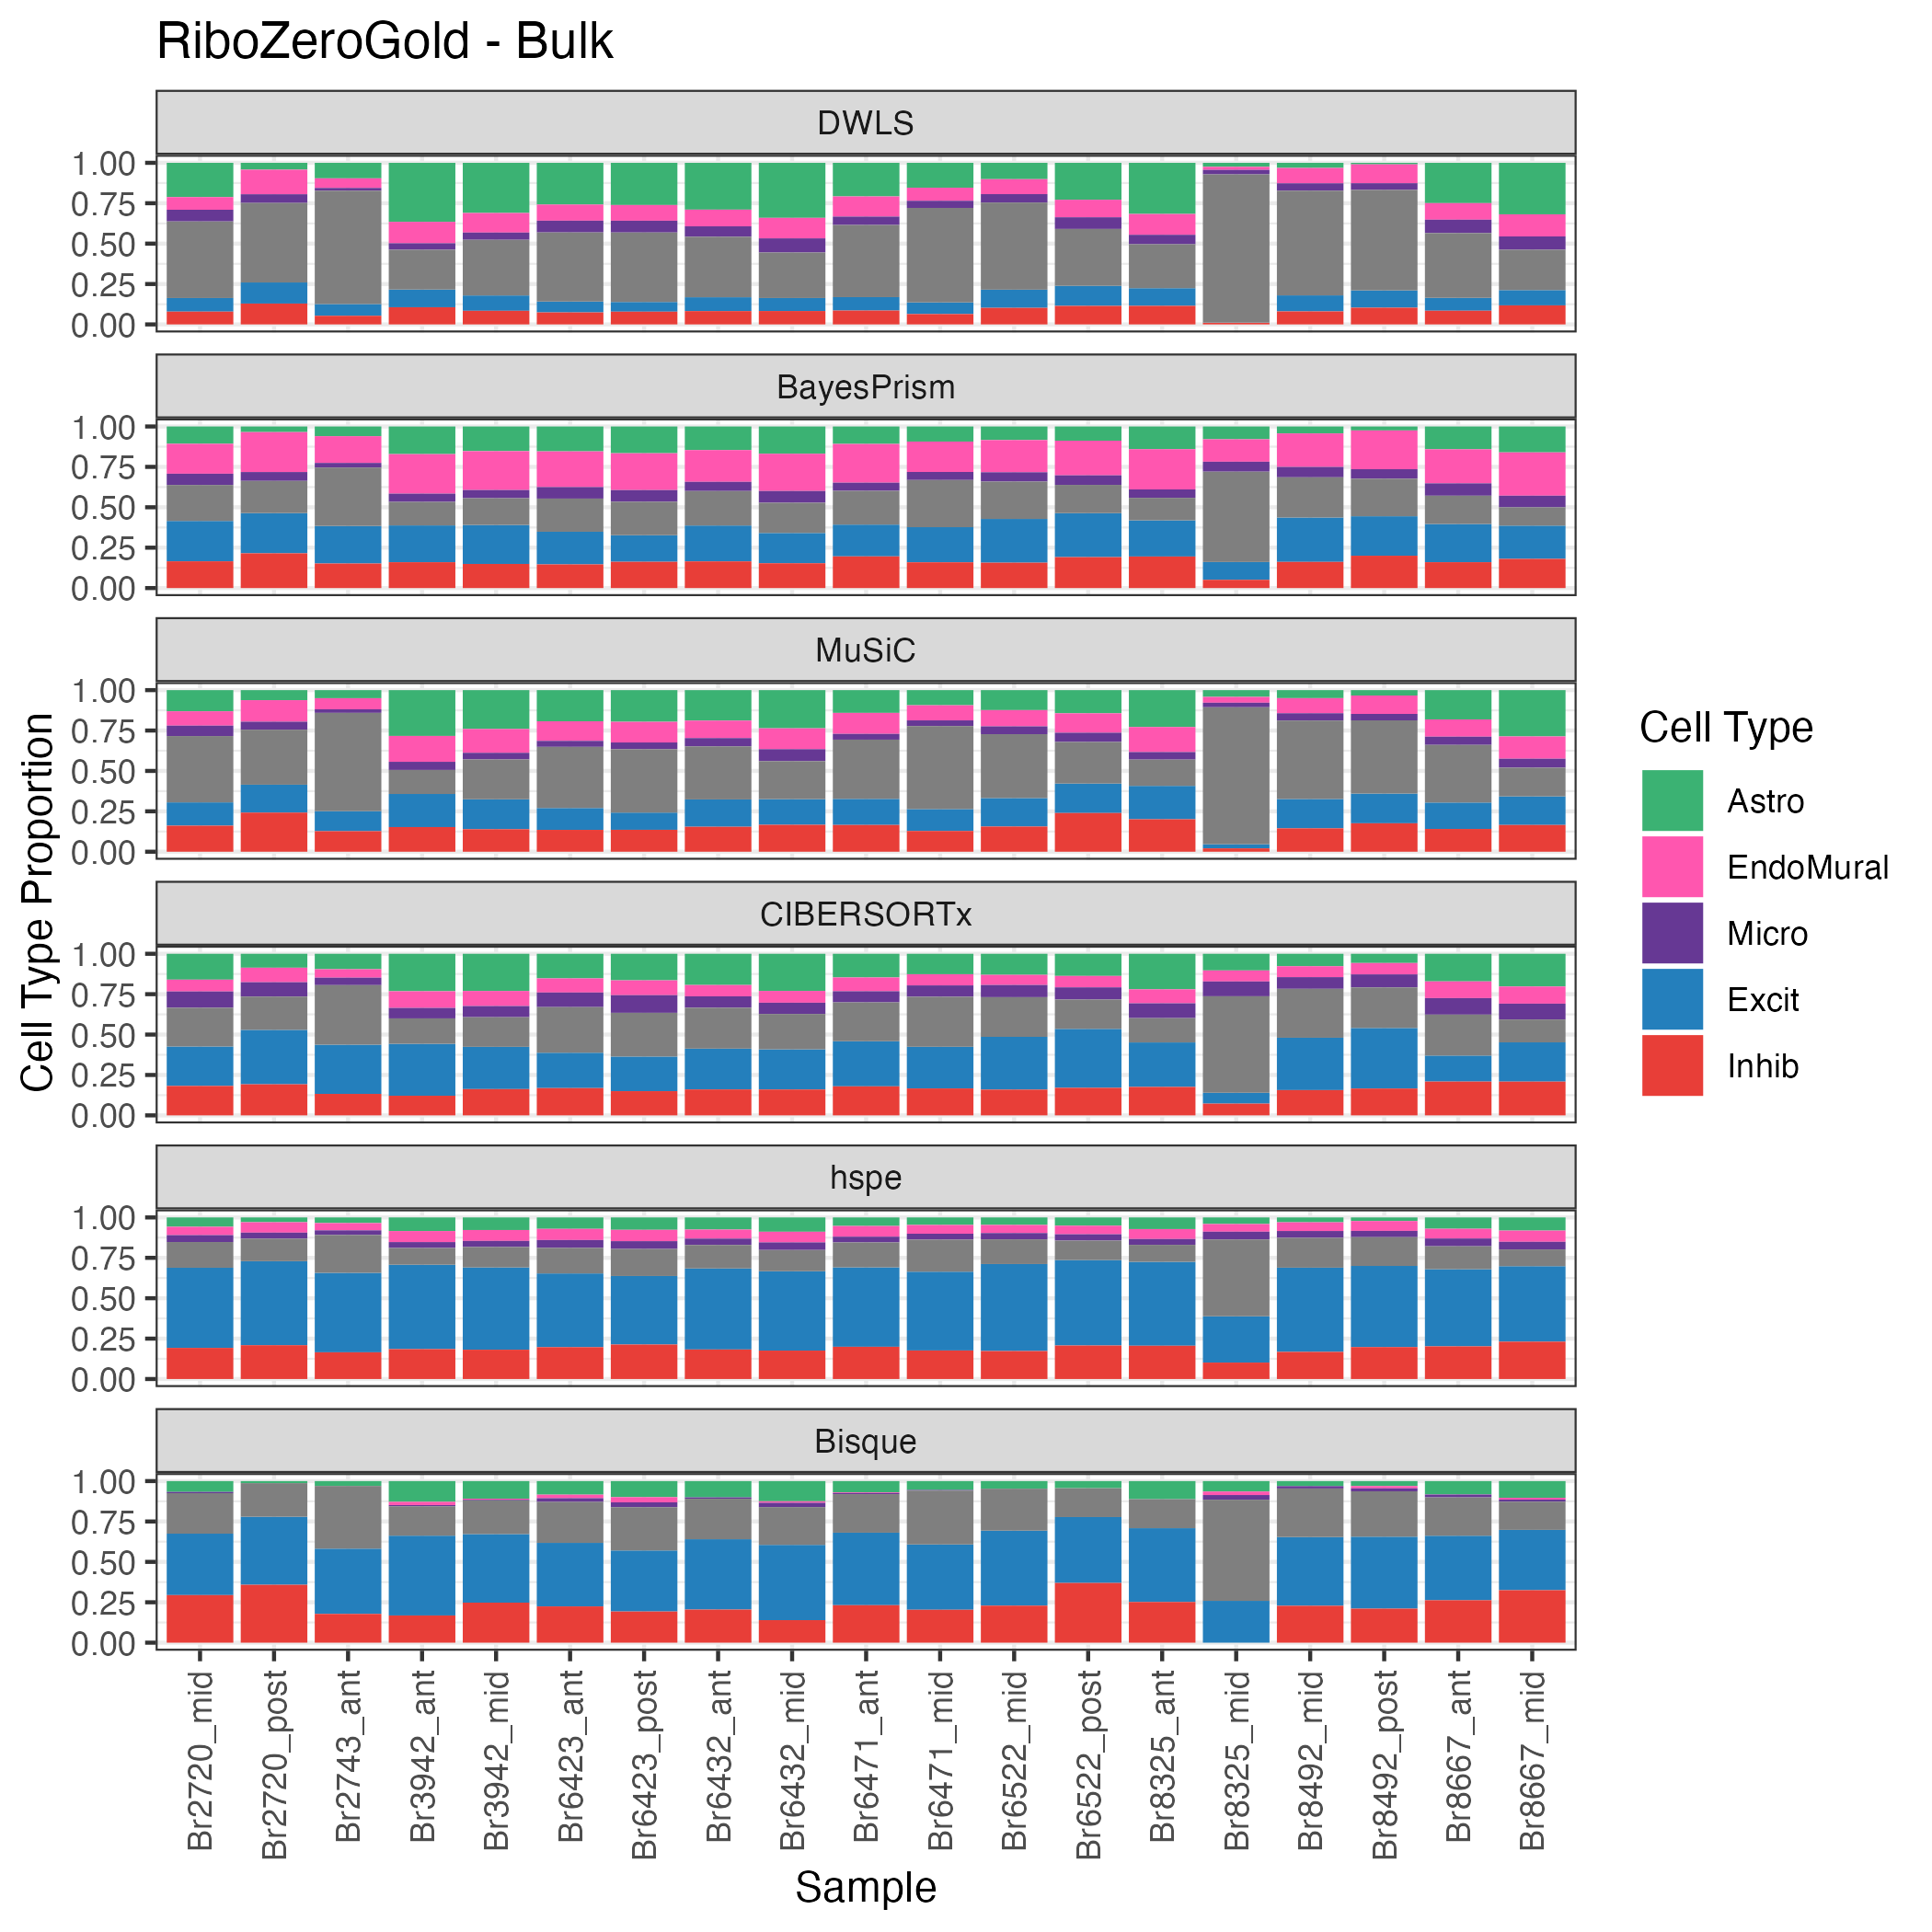 RiboZeroGold - Bulk
DWLS
1.00
0.75
0.50
0.25
0.00
BayesPrism
1.00
0.75
0.50
0.25
0.00
MuSiC
1.00
0.75
0.50
0.25
0.00
CIBERSORTx
1.00
0.75
0.50
0.25
0.00
hspe
1.00
0.75
0.50
0.25
0.00
Bisque
1.00
0.75
0.50
0.25
0.00
Cell Type Proportion
Br2720_mid
Br2720_post
Br2743_ant
Br3942_ant
Br3942_mid
Br6423_ant
Br6423_post
Br6432_ant
Br6432_mid
Br6471_ant
Br6471_mid
Br6522_mid
Br6522_post
Br8325_ant
Br8325_mid
Br8492_mid
Br8492_post
Br8667_ant
Br8667_mid
Sample
Cell Type
Astro
EndoMural
Micro
Excit
Inhib